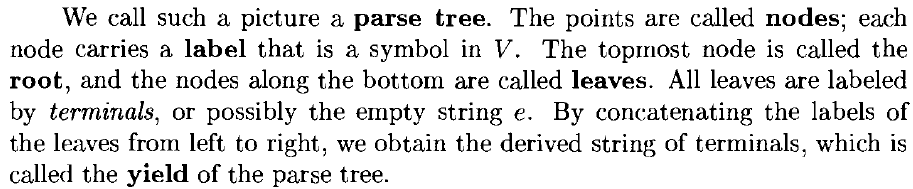 We call such a picture a parse tree. The points are called nodes; each
node carries a label that is a symbol in V. The topmost node is called the
root, and the nodes along the bottom are called leaves. All leaves are labeled
by terminals, or possibly the empty string e. By concatenating the labels of
the leaves from left to right, we obtain the derived string of terminals, which is
called the yield of the parse tree.